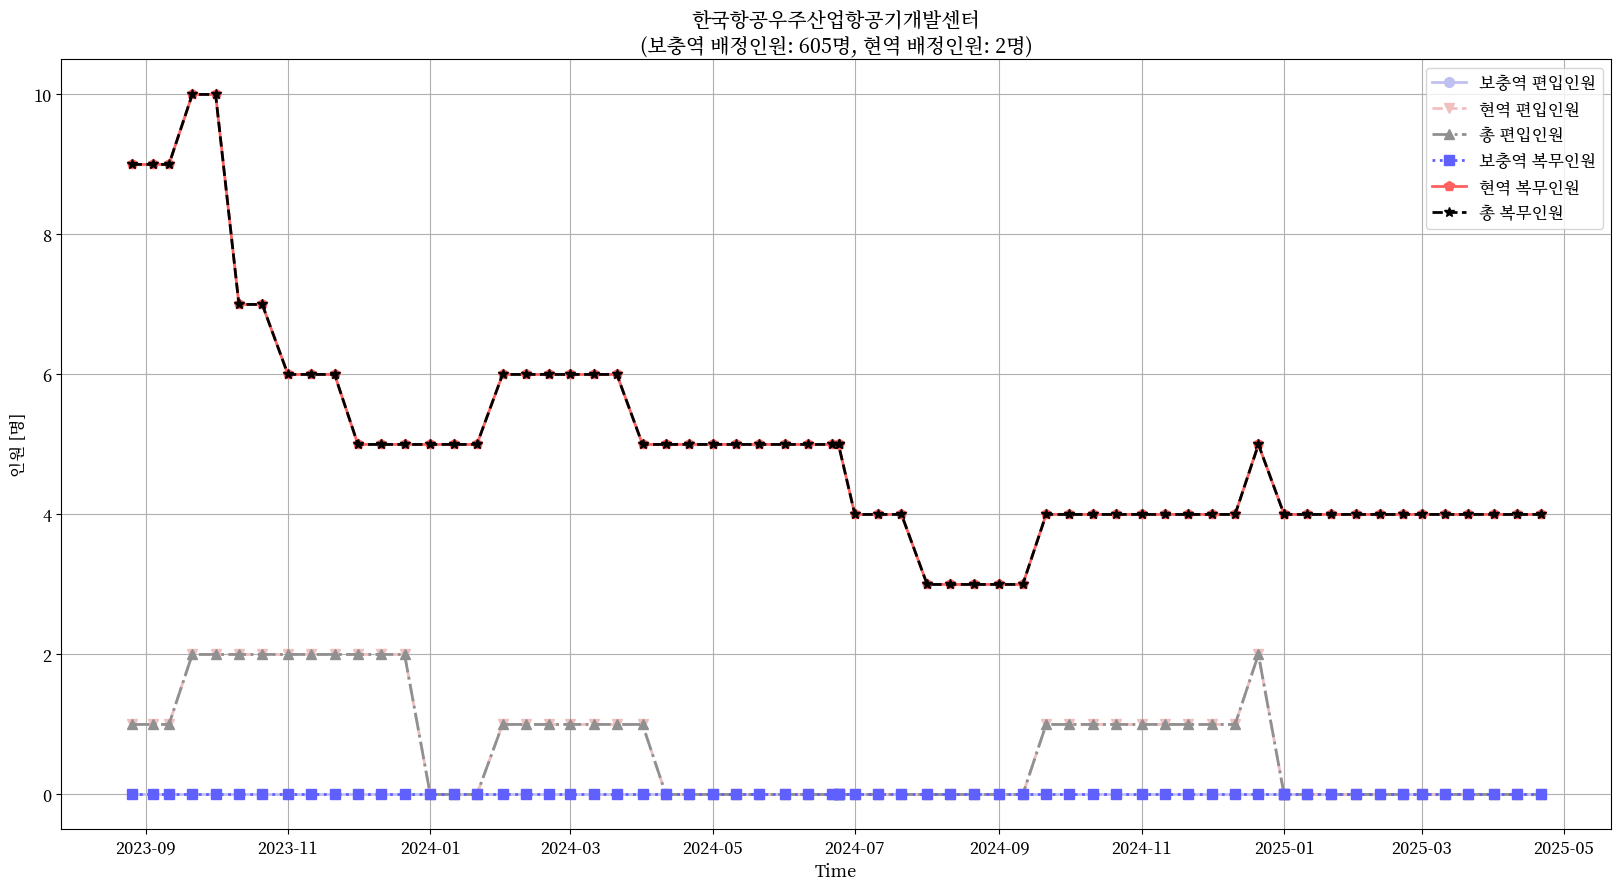 한국항공우주산업항공기개발센터
(보충역 배정인원: 605명, 현역 배정인원: 2명)
보충역 편입인원
현역 편입인원
총 편입인원
보충역 복무인원
현역 복무인원
총 복무인원
인원 [명]
10
8
6
4
2
0
2023-09
2023-11
2024-01
2024-03
2024-05
2024-07
2024-09
2024-11
2025-01
2025-03
2025-05
Time